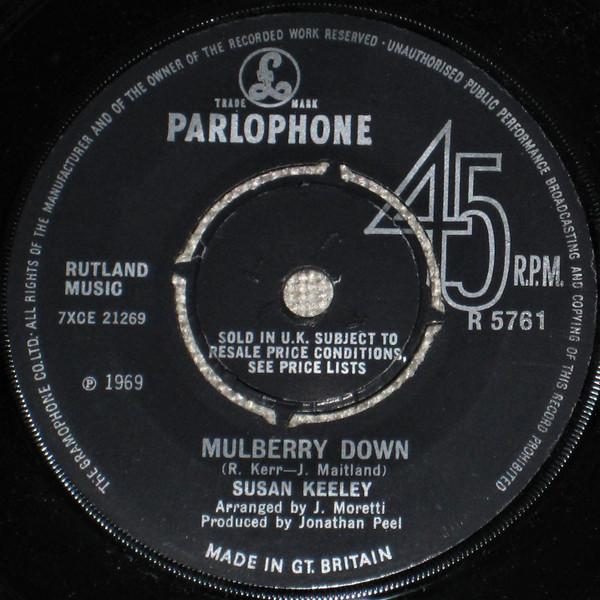 THE GRAMOPHONE CO. LTD. · ALL RIGHTS OF THE MANUFACTURER AND OF THE OWNER OF THE RECORDED WORK RESERVED · UNAUTHORISED PUBLIC PERFORMANCE BROADCASTING AND COPYING OF THIS RECORD PROHIBITED
£
TRADE MARK
PARLOPHONE
45
R.P.M.
RUTLAND
MUSIC
7XCE 21269
R 5761
SOLD IN U.K. SUBJECT TO
RESALE PRICE CONDITIONS,
SEE PRICE LISTS
℗ 1969
MULBERRY DOWN
(R. Kerr—J. Maitland)
SUSAN KEELEY
Arranged by J. Moretti
Produced by Jonathan Peel
MADE IN GT. BRITAIN